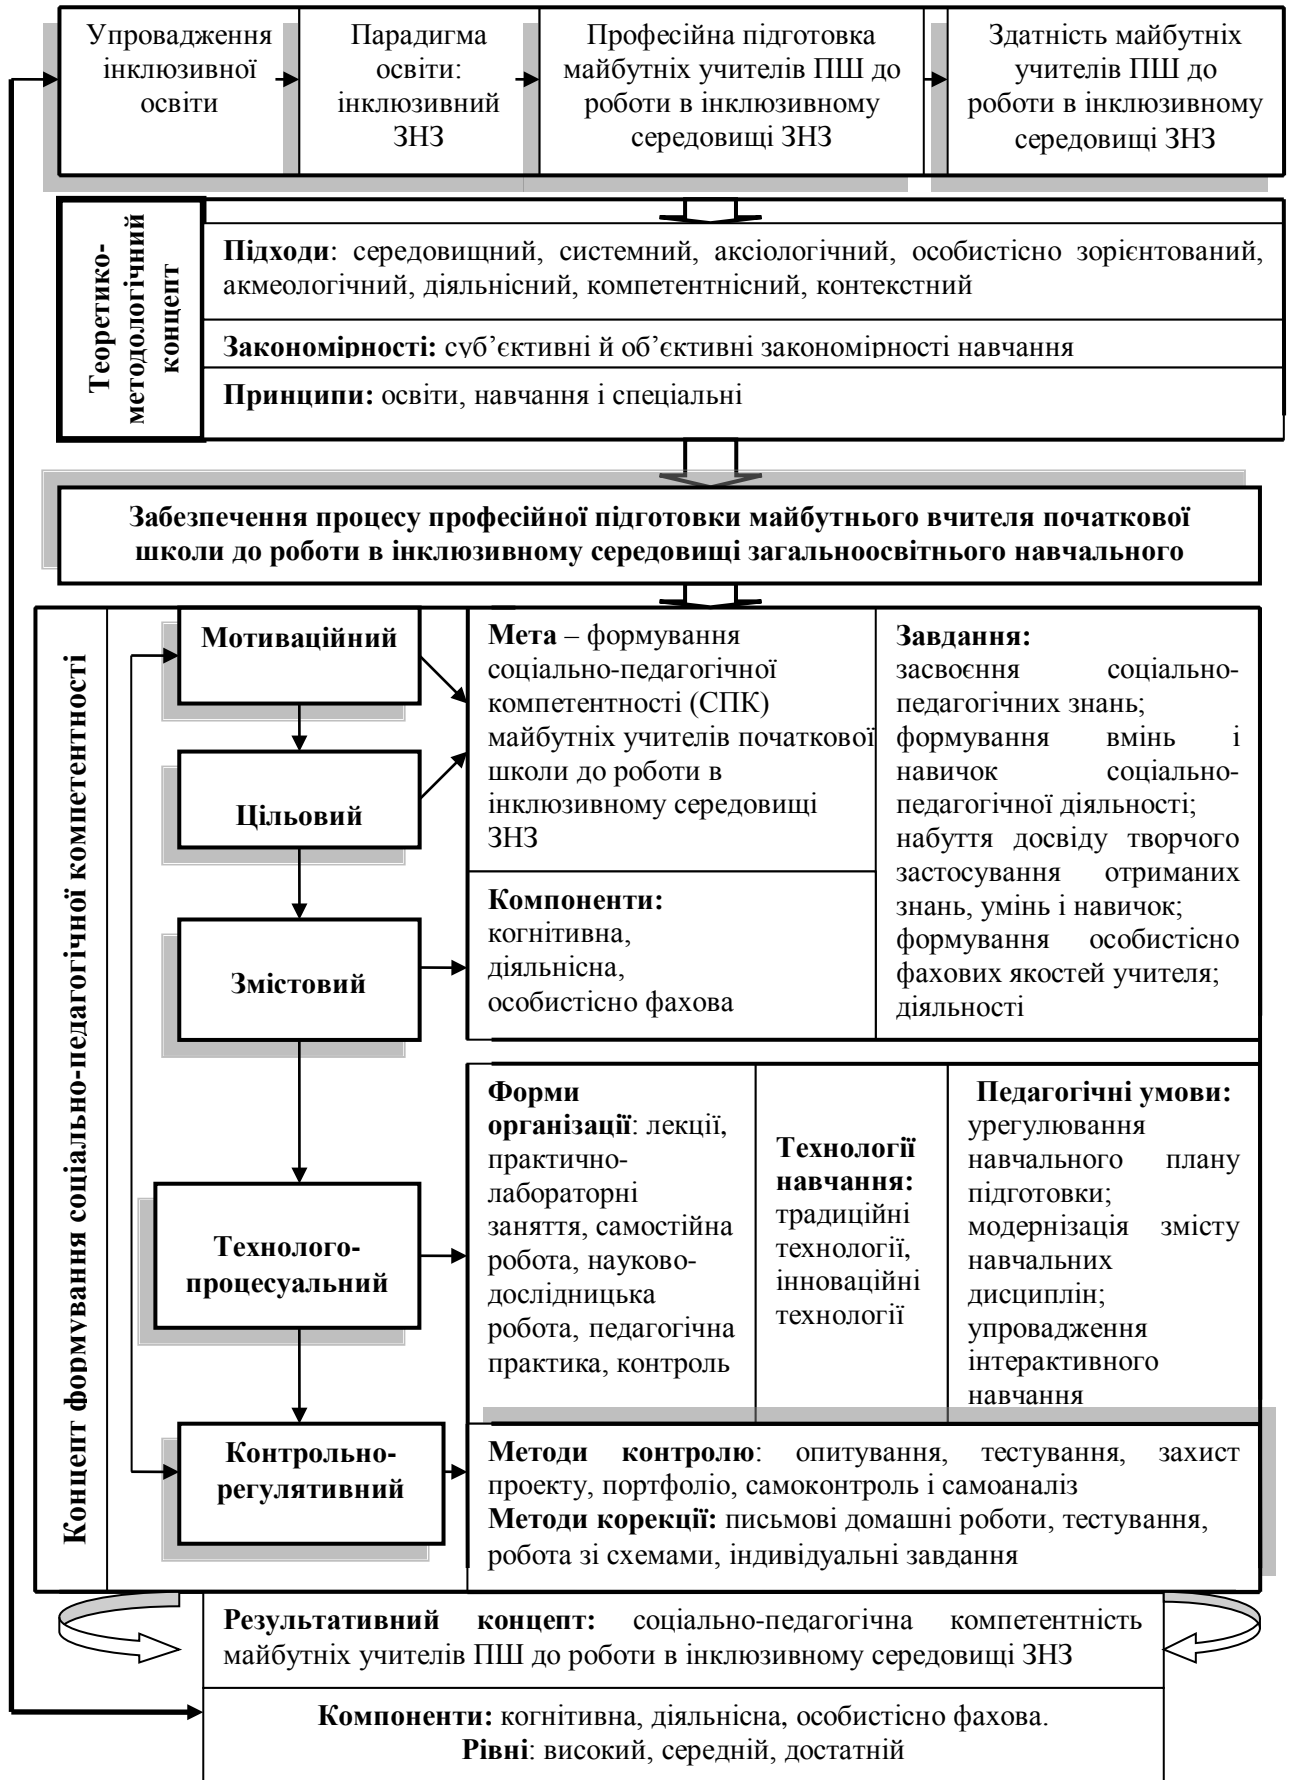 Упровадження
інклюзивної
освіти
Парадигма
освіти:
інклюзивний
ЗНЗ
Професійна підготовка
майбутніх учителів ПШ до
роботи в інклюзивному
середовищі ЗНЗ
Здатність майбутніх
учителів ПШ до
роботи в інклюзивному
середовищі ЗНЗ
Теоретико-
методологічний
концепт
Підходи: середовищний, системний, аксіологічний, особистісно зорієнтований,
акмеологічний, діяльнісний, компетентнісний, контекстний
Закономірності: суб’єктивні й об’єктивні закономірності навчання
Принципи: освіти, навчання і спеціальні
Забезпечення процесу професійної підготовки майбутнього вчителя початкової
школи до роботи в інклюзивному середовищі загальноосвітнього навчального
Концепт формування соціально-педагогічної компетентності
Мотиваційний
Цільовий
Змістовий
Технолого-
процесуальний
Контрольно-
регулятивний
Мета – формування
соціально-педагогічної
компетентності (СПК)
майбутніх учителів початкової
школи до роботи в
інклюзивному середовищі
ЗНЗ
Компоненти:
когнітивна,
діяльнісна,
особистісно фахова
Завдання:
засвоєння соціально-
педагогічних знань;
формування вмінь і
навичок соціально-
педагогічної діяльності;
набуття досвіду творчого
застосування отриманих
знань, умінь і навичок;
формування особистісно
фахових якостей учителя;
діяльності
Форми
організації: лекції,
практично-
лабораторні
заняття, самостійна
робота, науково-
дослідницька
робота, педагогічна
практика, контроль
Технології
навчання:
традиційні
технології,
інноваційні
технології
Педагогічні умови:
урегулювання
навчального плану
підготовки;
модернізація змісту
навчальних
дисциплін;
упровадження
інтерактивного
навчання
Методи контролю: опитування, тестування, захист
проекту, портфоліо, самоконтроль і самоаналіз
Методи корекції: письмові домашні роботи, тестування,
робота зі схемами, індивідуальні завдання
Результативний концепт: соціально-педагогічна компетентність
майбутніх учителів ПШ до роботи в інклюзивному середовищі ЗНЗ
Компоненти: когнітивна, діяльнісна, особистісно фахова.
Рівні: високий, середній, достатній